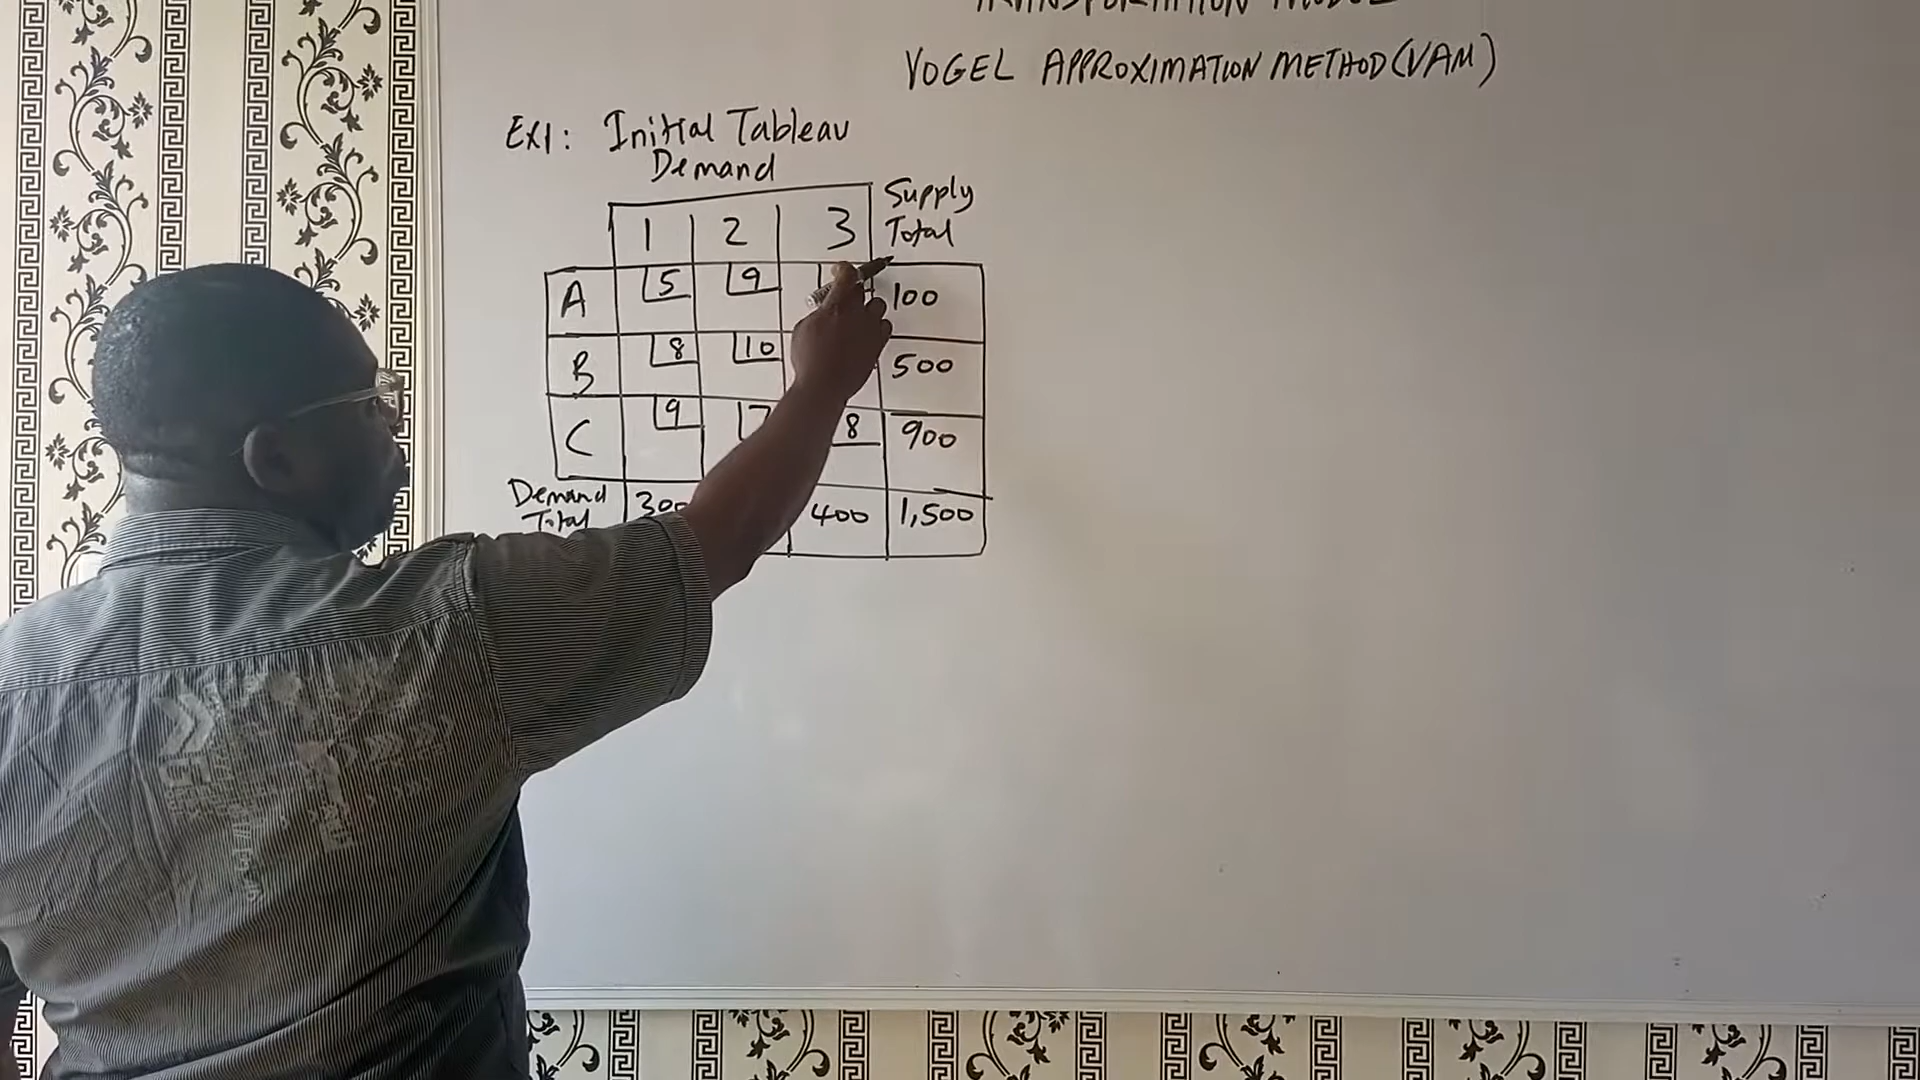 VOGEL APPROXIMATION METHOD (VAM)
Ex1: Initial Tableau
Demand
Supply
Total
1 2 3
A 5 9 100
B 8 10 500
C 9 8 900
Demand
Total
300 400 1,500